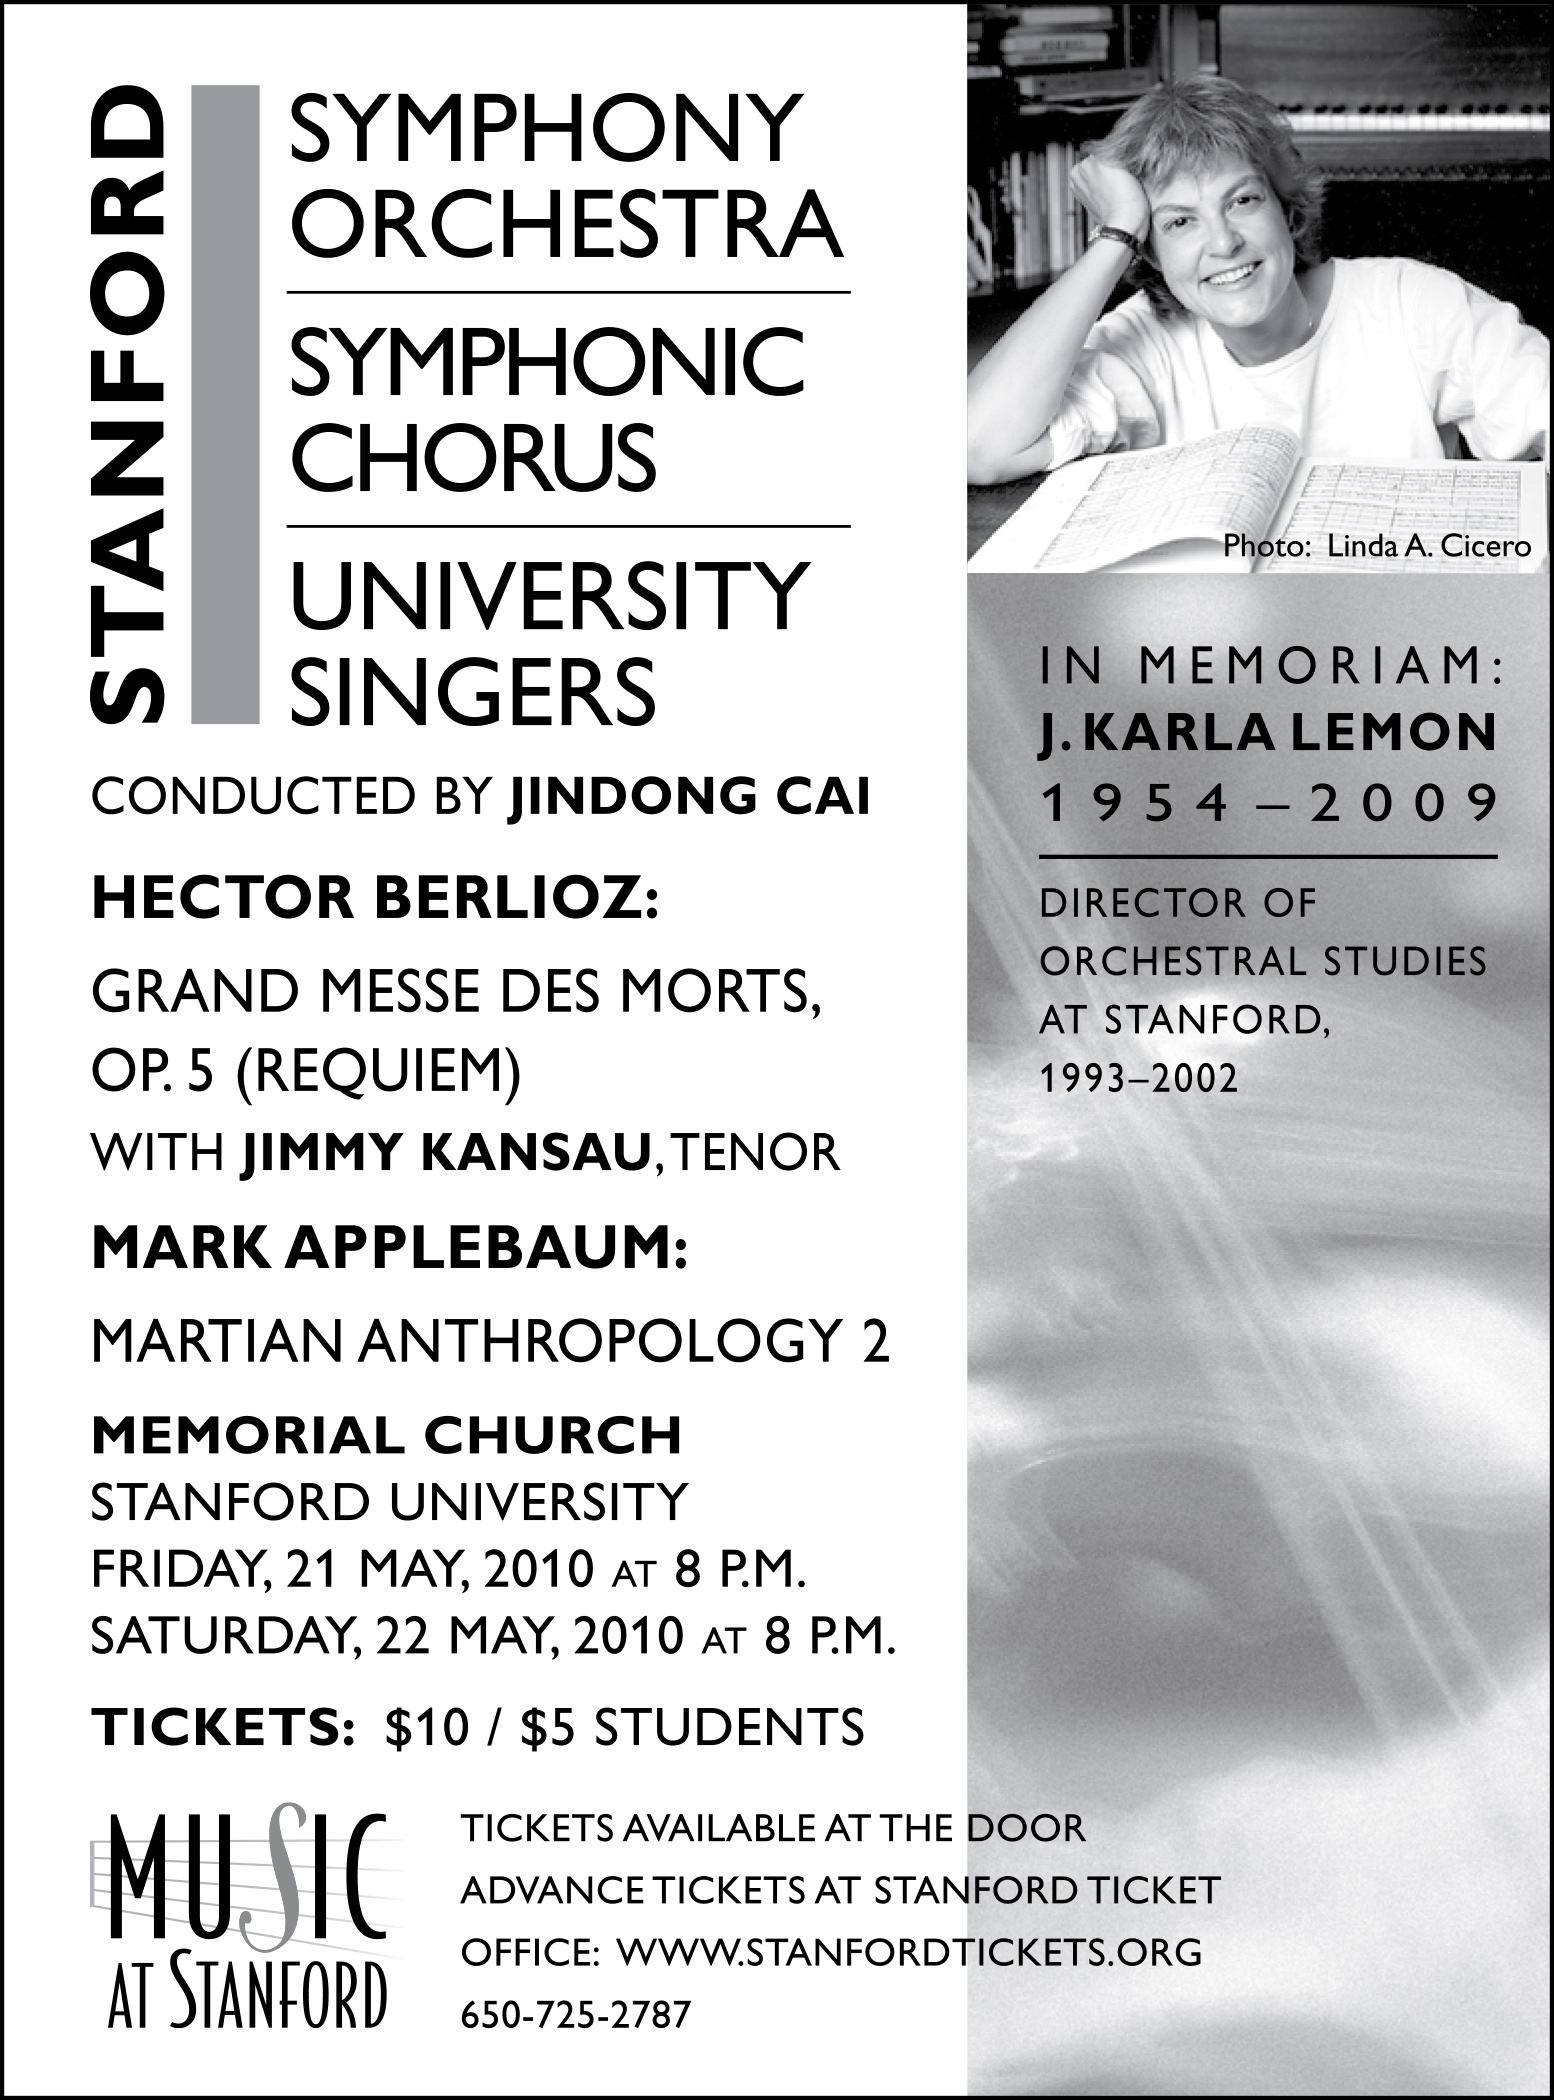 STANFORD
SYMPHONY
ORCHESTRA
SYMPHONIC
CHORUS
UNIVERSITY
SINGERS
CONDUCTED BY JINDONG CAI
HECTOR BERLIOZ:
GRAND MESSE DES MORTS,
OP. 5 (REQUIEM)
WITH JIMMY KANSAU, TENOR
MARK APPLEBAUM:
MARTIAN ANTHROPOLOGY 2
MEMORIAL CHURCH
STANFORD UNIVERSITY
FRIDAY, 21 MAY, 2010 AT 8 P.M.
SATURDAY, 22 MAY, 2010 AT 8 P.M.
TICKETS: $10 / $5 STUDENTS
MUSIC
AT STANFORD
TICKETS AVAILABLE AT THE DOOR
ADVANCE TICKETS AT STANFORD TICKET
OFFICE: WWW.STANFORDTICKETS.ORG
650-725-2787
Photo: Linda A. Cicero
IN MEMORIAM:
J. KARLA LEMON
1954–2009
DIRECTOR OF
ORCHESTRAL STUDIES
AT STANFORD,
1993–2002